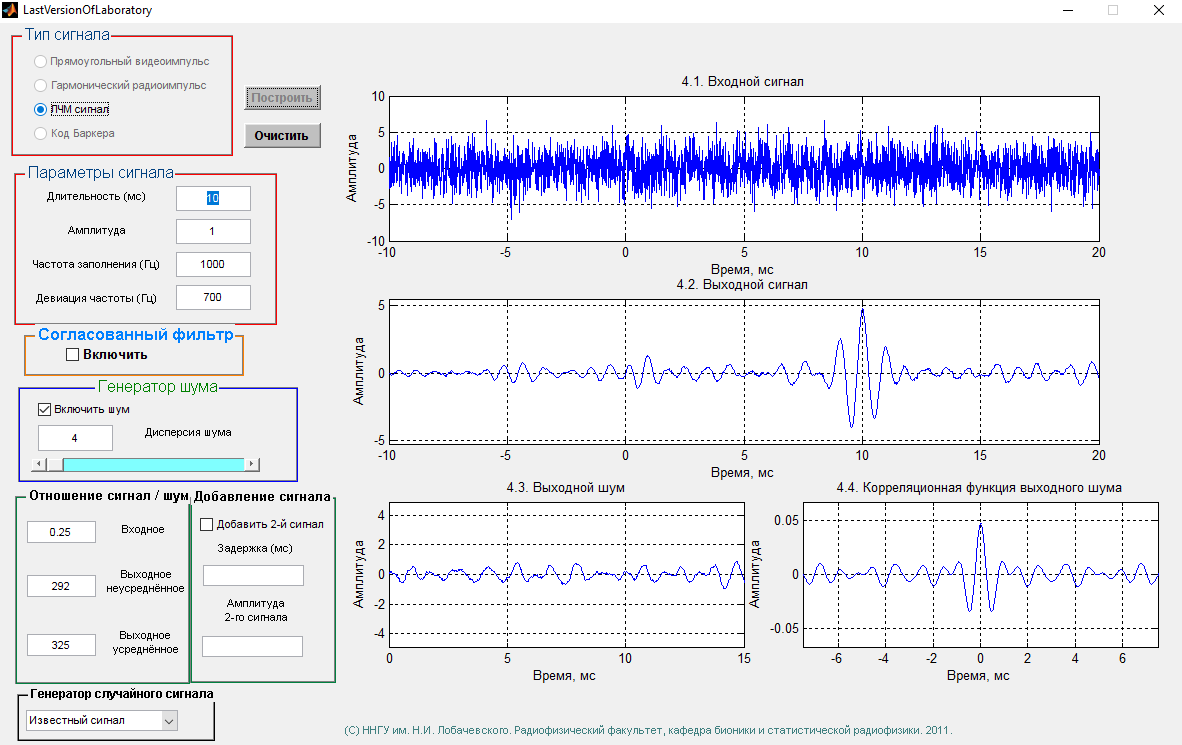 LastVersionOfLaboratory
Тип сигнала
Прямоугольный видеоимпульс
Гармонический радиоимпульс
ЛЧМ сигнал
Код Баркера
Построить
Очистить
Параметры сигнала
Длительность (мс)
10
Амплитуда
1
Частота заполнения (Гц)
1000
Девиация частоты (Гц)
700
Согласованный фильтр
Включить
Генератор шума
Включить шум
4
Дисперсия шума
Отношение сигнал / шум
0.25
Входное
292
Выходное
неусреднённое
325
Выходное
усреднённое
Добавление сигнала
Добавить 2-й сигнал
Задержка (мс)
Амплитуда
2-го сигнала
Генератор случайного сигнала
Известный сигнал
4.1. Входной сигнал
Амплитуда
10
5
0
-5
-10
-10 -5 0 5 10 15 20
Время, мс
4.2. Выходной сигнал
Амплитуда
5
0
-5
-10 -5 0 5 10 15 20
Время, мс
4.3. Выходной шум
Амплитуда
4
2
0
-2
-4
0 5 10 15
Время, мс
4.4. Корреляционная функция выходного шума
Амплитуда
0.05
0
-0.05
-6 -4 -2 0 2 4 6
Время, мс
(С) ННГУ им. Н.И. Лобачевского. Радиофизический факультет, кафедра бионики и статистической радиофизики. 2011.